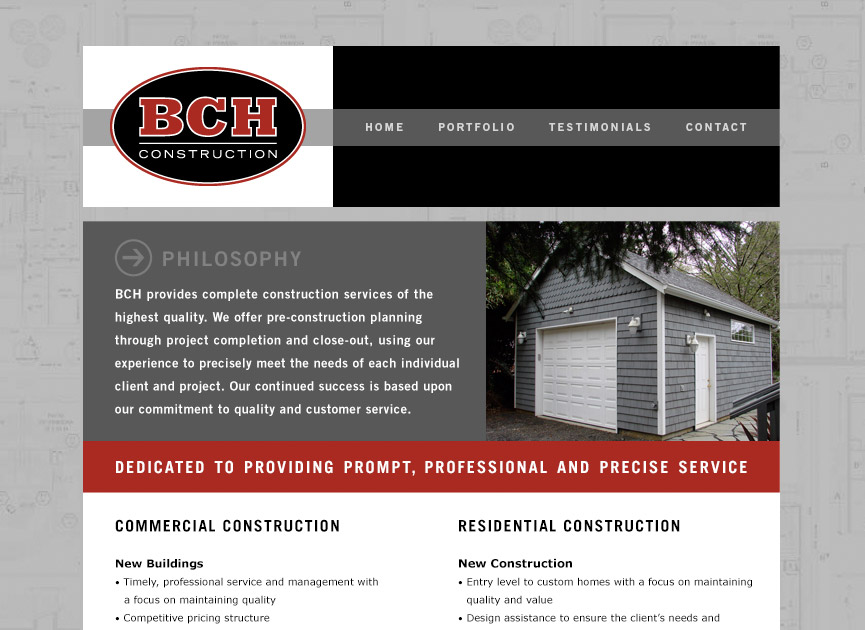 BCH
CONSTRUCTION
HOME PORTFOLIO TESTIMONIALS CONTACT
PHILOSOPHY
BCH provides complete construction services of the
highest quality. We offer pre-construction planning
through project completion and close-out, using our
experience to precisely meet the needs of each individual
client and project. Our continued success is based upon
our commitment to quality and customer service.
DEDICATED TO PROVIDING PROMPT, PROFESSIONAL AND PRECISE SERVICE
COMMERCIAL CONSTRUCTION
New Buildings
• Timely, professional service and management with
a focus on maintaining quality
• Competitive pricing structure
RESIDENTIAL CONSTRUCTION
New Construction
• Entry level to custom homes with a focus on maintaining
quality and value
• Design assistance to ensure the client's needs and